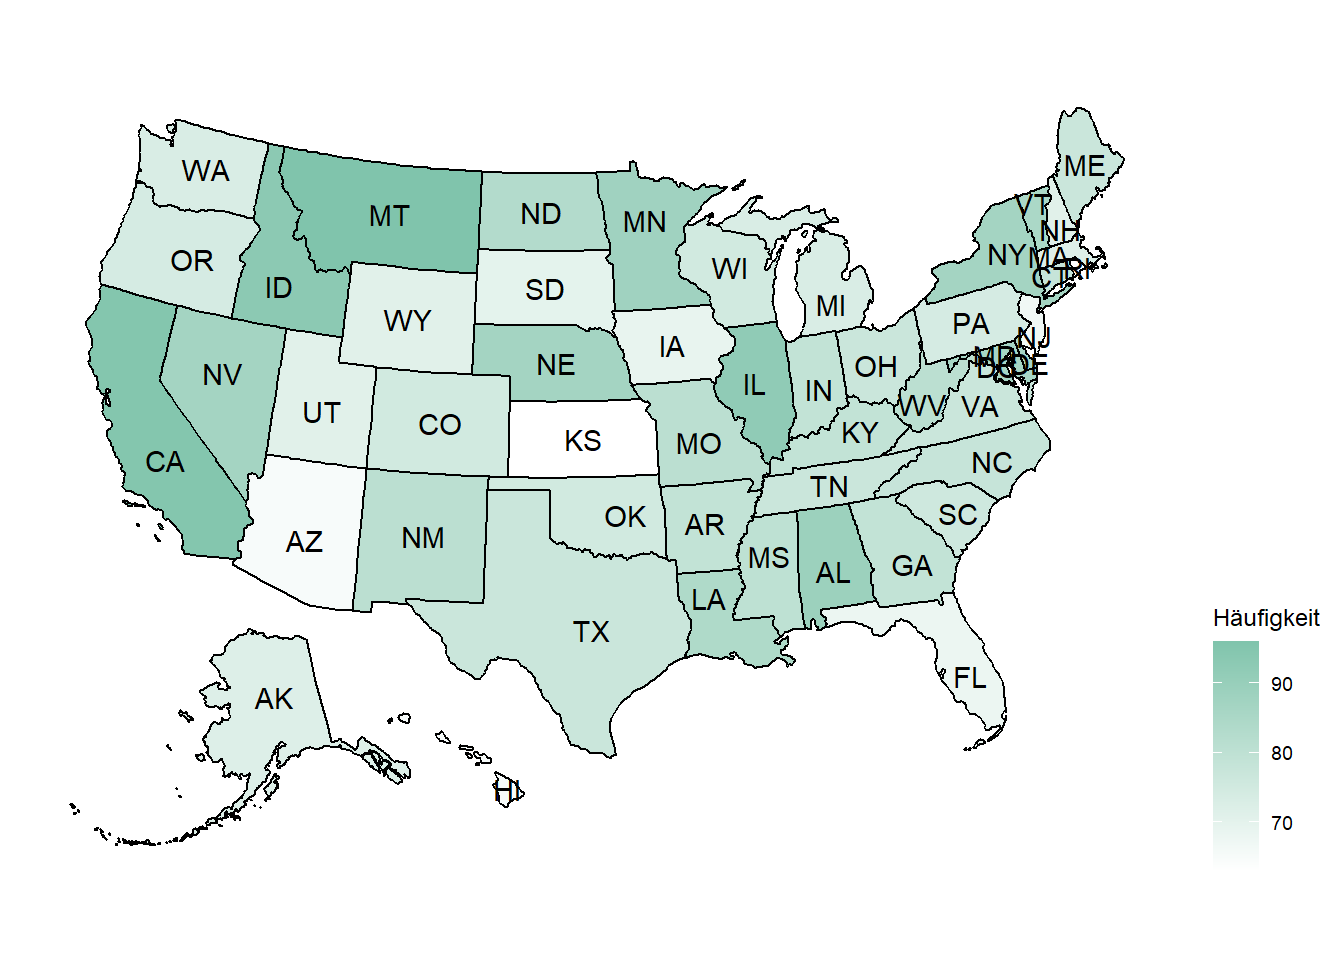 ME
WA
VT
MT
ND
MN
NH
OR
NY
MA
RI
WI
CT
ID
SD
MI
WY
PA
NJ
IA
MD
NE
OH
DE
DC
NV
IL
IN
WV
VA
UT
CO
KY
KS
MO
CA
NC
TN
OK
SC
AR
AZ
NM
MS
GA
AL
LA
TX
Häufigkeit
FL
90
AK
80
HI
70